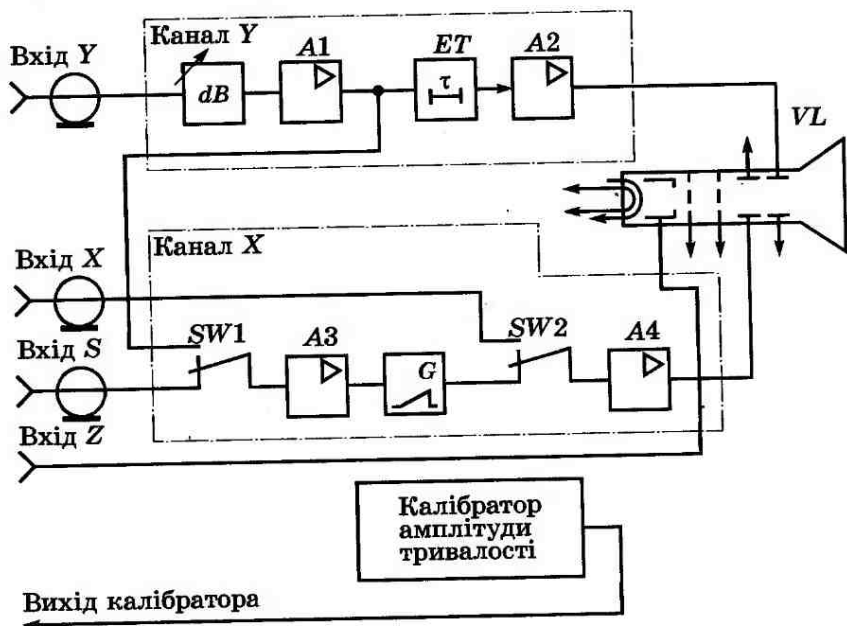 Канал Y
Вхід Y
dB
A1
ET
τ
A2
VL
Канал X
Вхід X
SW1
A3
G
SW2
A4
Вхід S
Вхід Z
Калібратор
амплітуди
тривалості
Вихід калібратора